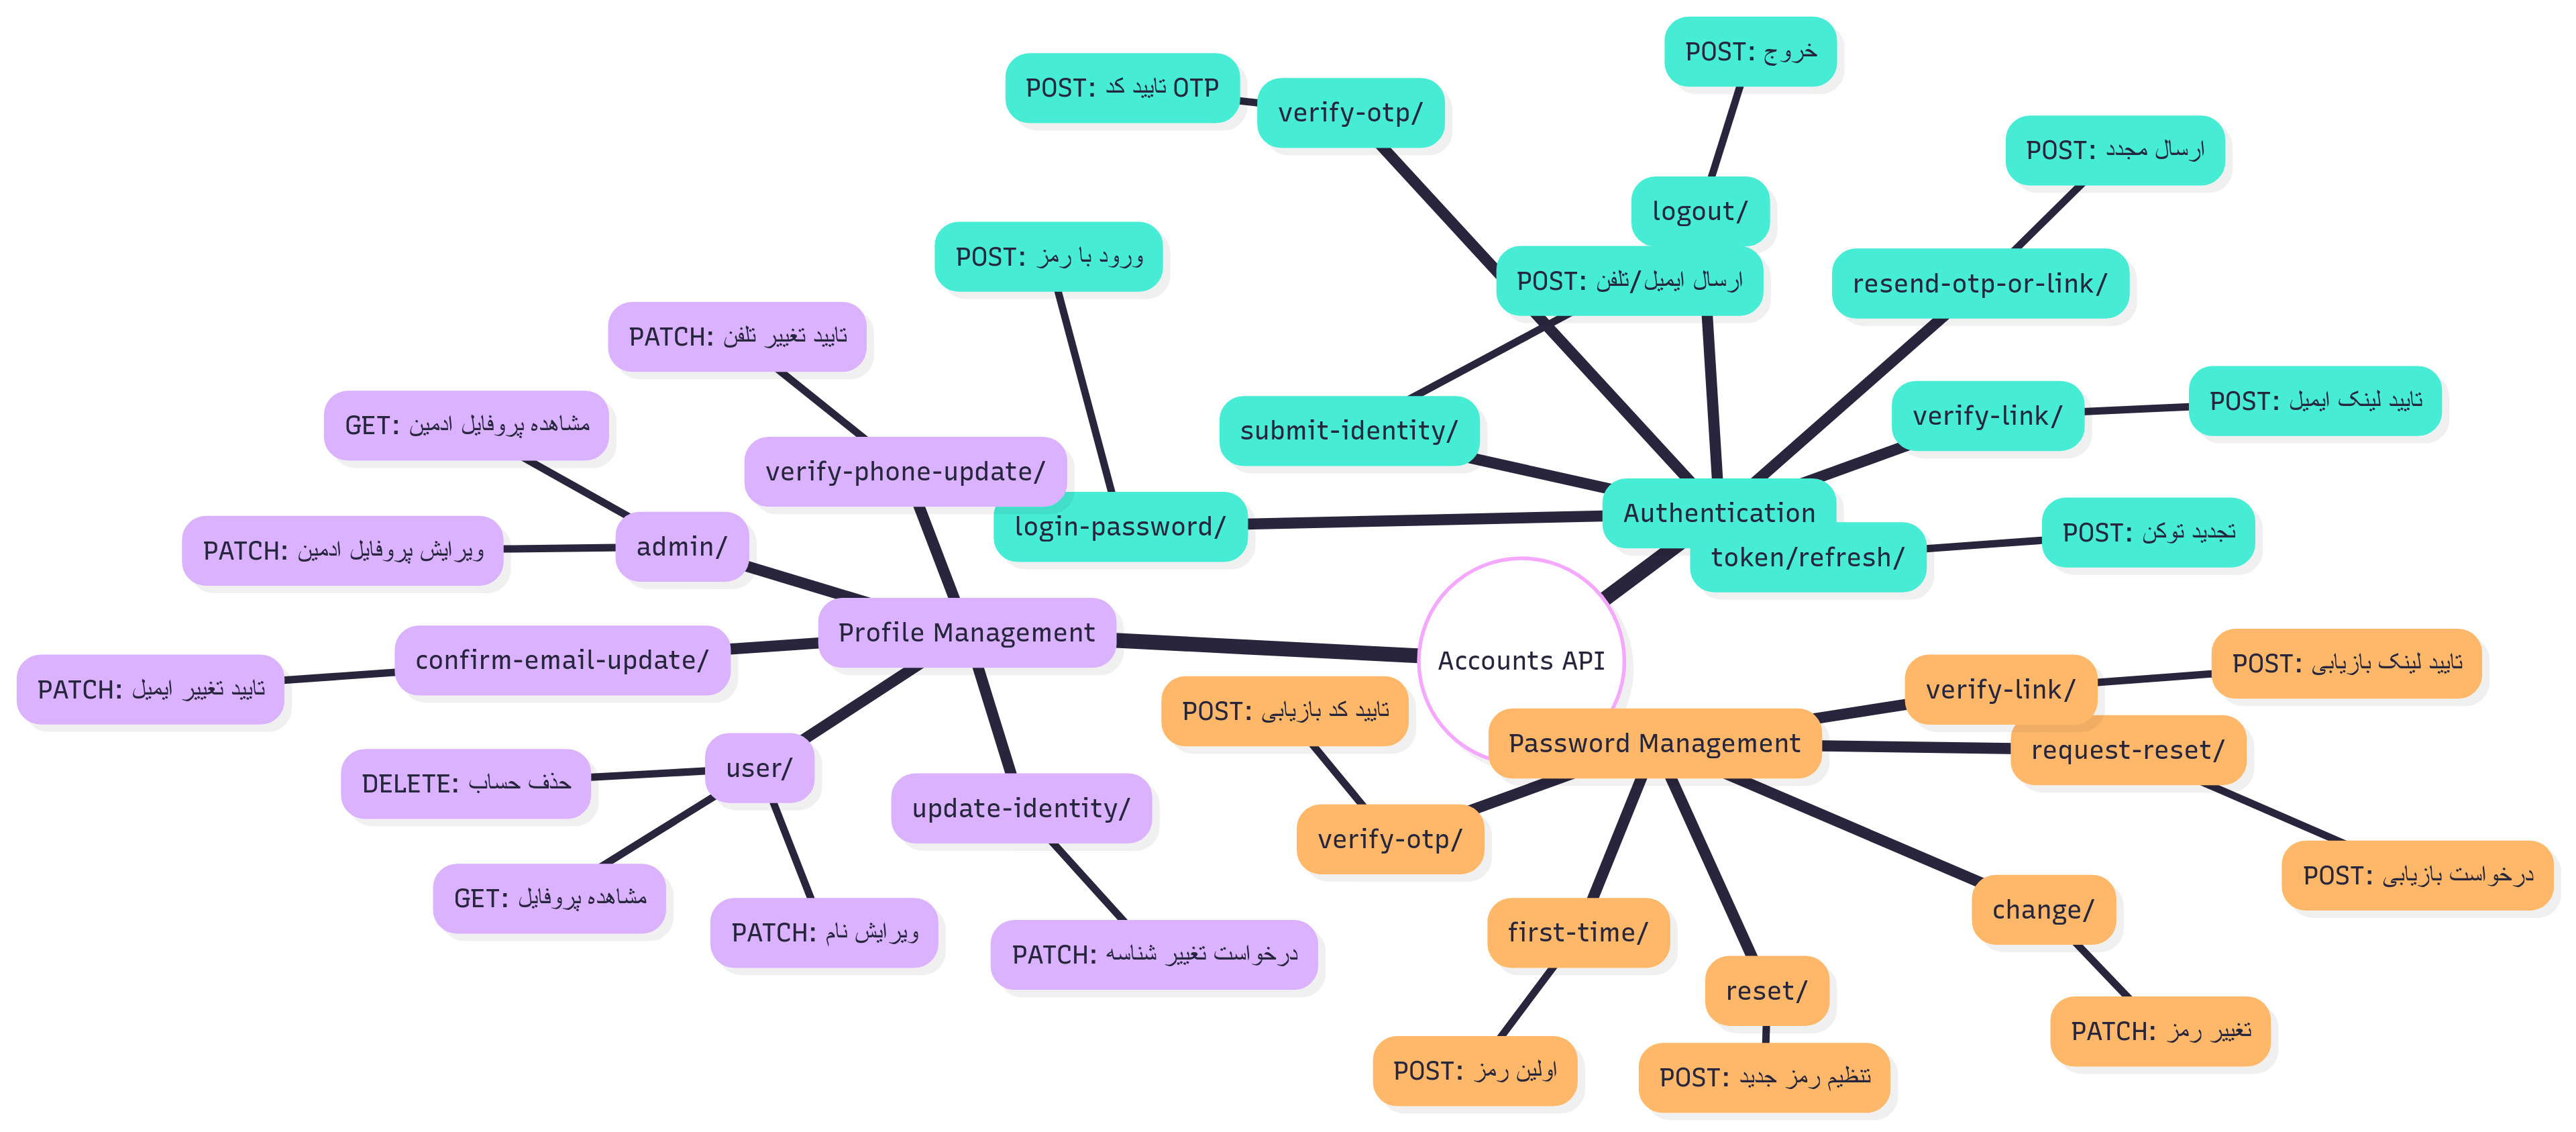 Accounts API
Authentication
submit-identity/
POST: ارسال ایمیل/تلفن
verify-otp/
POST: تایید کد OTP
verify-link/
POST: تایید لینک ایمیل
resend-otp-or-link/
POST: ارسال مجدد
login-password/
POST: ورود با رمز
logout/
POST: خروج
token/refresh/
POST: تجدید توکن
Password Management
first-time/
POST: اولین رمز
change/
PATCH: تغییر رمز
request-reset/
POST: درخواست بازیابی
verify-otp/
POST: تایید کد بازیابی
verify-link/
POST: تایید لینک بازیابی
reset/
POST: تنظیم رمز جدید
Profile Management
user/
GET: مشاهده پروفایل
PATCH: ویرایش نام
DELETE: حذف حساب
admin/
GET: مشاهده پروفایل ادمین
PATCH: ویرایش پروفایل ادمین
update-identity/
PATCH: درخواست تغییر شناسه
verify-phone-update/
PATCH: تایید تغییر تلفن
confirm-email-update/
PATCH: تایید تغییر ایمیل